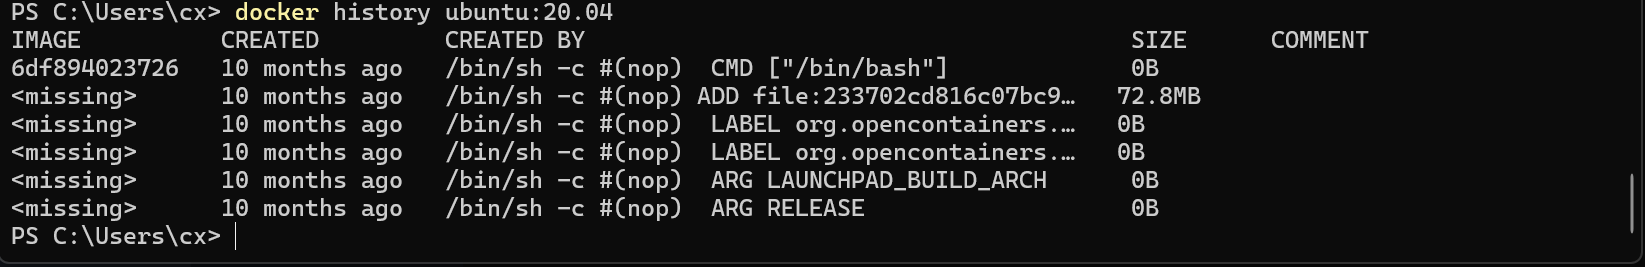 PS C:\Users\cx> docker history ubuntu:20.04
IMAGE          CREATED         CREATED BY                                      SIZE      COMMENT
6df894023726   10 months ago   /bin/sh -c #(nop)  CMD ["/bin/bash"]             0B
<missing>      10 months ago   /bin/sh -c #(nop) ADD file:233702cd816c07bc9…   72.8MB
<missing>      10 months ago   /bin/sh -c #(nop)  LABEL org.opencontainers.…   0B
<missing>      10 months ago   /bin/sh -c #(nop)  LABEL org.opencontainers.…   0B
<missing>      10 months ago   /bin/sh -c #(nop)  ARG LAUNCHPAD_BUILD_ARCH      0B
<missing>      10 months ago   /bin/sh -c #(nop)  ARG RELEASE                   0B
PS C:\Users\cx>